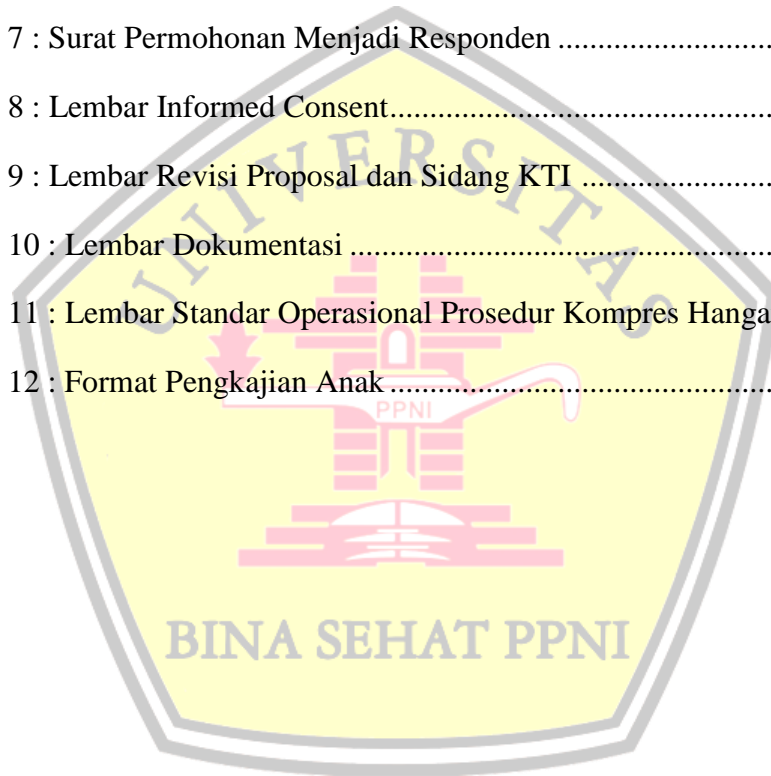 7 : Surat Permohonan Menjadi Responden ...........................
8 : Lembar Informed Consent.................................................
9 : Lembar Revisi Proposal dan Sidang KTI ........................
10 : Lembar Dokumentasi ......................................................
11 : Lembar Standar Operasional Prosedur Kompres Hanga
12 : Format Pengkajian Anak.................................................
UNIVERSITAS
PPNI
BINA SEHAT PPNI